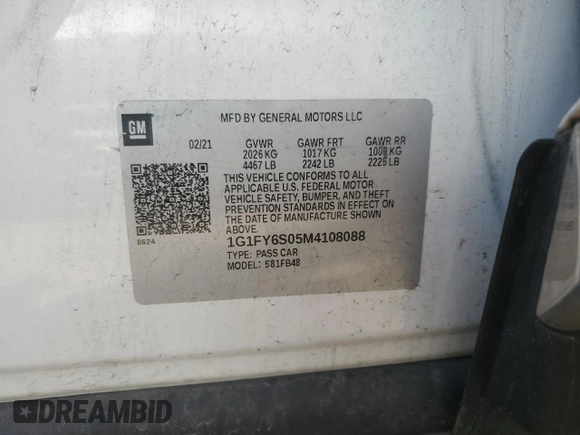 GM
MFD BY GENERAL MOTORS LLC
02/21 GVWR GAWR FRT GAWR RR
2026 KG 1017 KG 1009 KG
4467 LB 2242 LB 2225 LB
THIS VEHICLE CONFORMS TO ALL
APPLICABLE U.S. FEDERAL MOTOR
VEHICLE SAFETY, BUMPER, AND THEFT
PREVENTION STANDARDS IN EFFECT ON
THE DATE OF MANUFACTURE SHOWN
ABOVE.
8624
1G1FY6S05M4108088
TYPE: PASS CAR
MODEL: 581FB48
DREAMBID